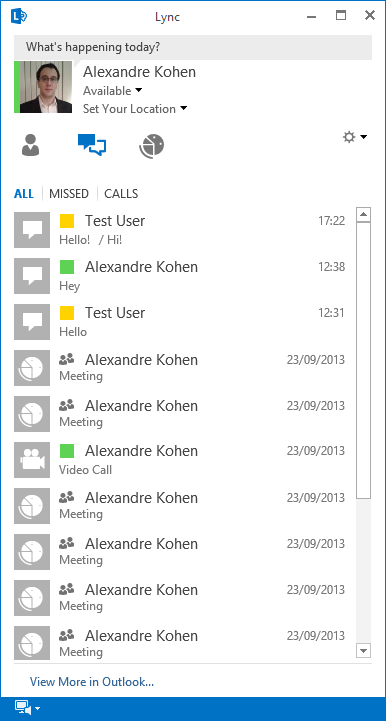 Lync
What's happening today?
Alexandre Kohen
Available
Set Your Location
ALL MISSED CALLS
Test User 17:22
Hello! / Hi!
Alexandre Kohen 12:38
Hey
Test User 12:31
Hello
Alexandre Kohen 23/09/2013
Meeting
Alexandre Kohen 23/09/2013
Meeting
Alexandre Kohen 23/09/2013
Video Call
Alexandre Kohen 23/09/2013
Meeting
Alexandre Kohen 23/09/2013
Meeting
Alexandre Kohen 23/09/2013
Meeting
Alexandre Kohen 23/09/2013
Meeting
View More in Outlook...